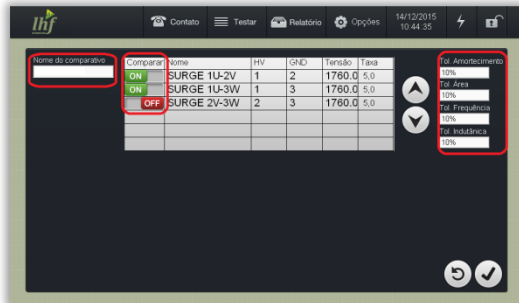 lhf
Contato Testar Relatório Opções 14/12/2015 10:44:35
Nome do comparativo
Comparar Nome HV GND Tensão Taxa
ON SURGE 1U-2V 1 2 1760.0 5,0
ON SURGE 1U-3W 1 3 1760.0 5,0
OFF SURGE 2V-3W 2 3 1760.0 5,0
Tol. Amortecimento
10%
Tol. Área
10%
Tol. Frequência
10%
Tol. Indutânica
10%